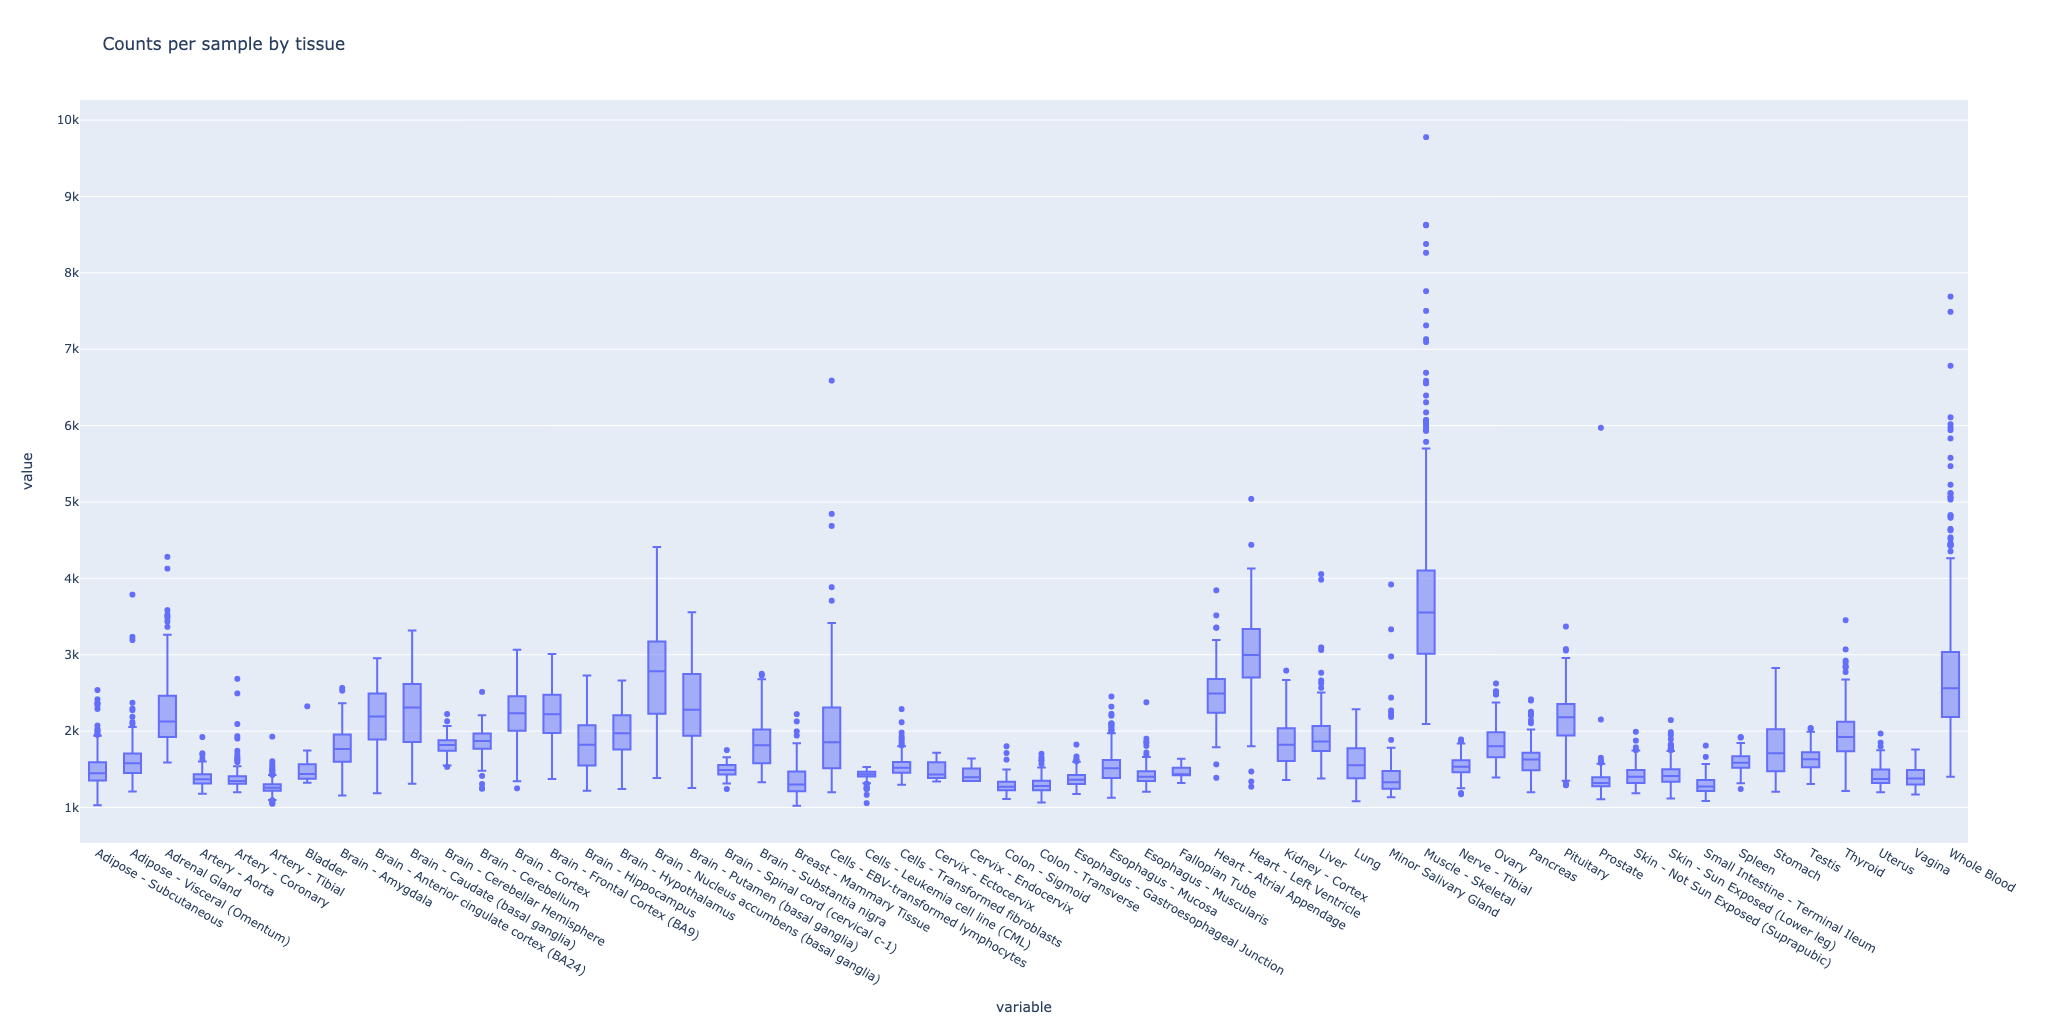 Counts per sample by tissue
10k
9k
8k
7k
6k
5k
4k
3k
2k
1k
value
Adipose - Subcutaneous
Adipose - Visceral (Omentum)
Adrenal Gland
Artery - Aorta
Artery - Coronary
Artery - Tibial
Bladder
Brain - Amygdala
Brain - Anterior cingulate cortex (BA24)
Brain - Caudate (basal ganglia)
Brain - Cerebellar Hemisphere
Brain - Cerebellum
Brain - Cortex
Brain - Frontal Cortex (BA9)
Brain - Hippocampus
Brain - Hypothalamus
Brain - Nucleus accumbens (basal ganglia)
Brain - Putamen (basal ganglia)
Brain - Spinal cord (cervical c-1)
Brain - Substantia nigra
Breast - Mammary Tissue
Cells - EBV-transformed lymphocytes
Cells - Leukemia cell line (CML)
Cells - Transformed fibroblasts
Cervix - Ectocervix
Cervix - Endocervix
Colon - Sigmoid
Colon - Transverse
Esophagus - Gastroesophageal Junction
Esophagus - Mucosa
Esophagus - Muscularis
Fallopian Tube
Heart - Atrial Appendage
Heart - Left Ventricle
Kidney - Cortex
Liver
Lung
Minor Salivary Gland
Muscle - Skeletal
Nerve - Tibial
Ovary
Pancreas
Pituitary
Prostate
Skin - Not Sun Exposed (Suprapubic)
Skin - Sun Exposed (Lower leg)
Small Intestine - Terminal Ileum
Spleen
Stomach
Testis
Thyroid
Uterus
Vagina
Whole Blood
variable